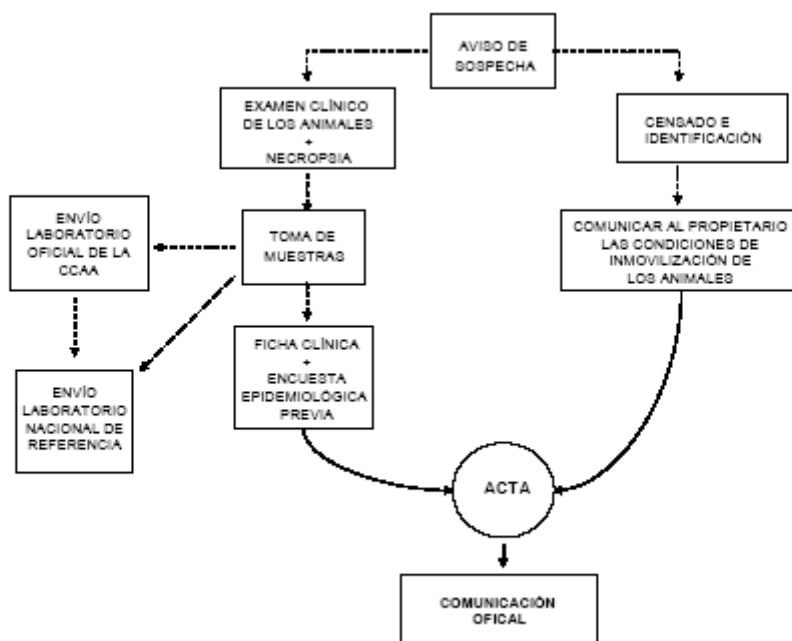 AVISO DE
SOSPECHA
EXAMEN CLÍNICO
DE LOS ANIMALES
+
NECROPSIA
CENSADO E
IDENTIFICACIÓN
ENVÍO
LABORATORIO
OFICIAL DE LA
CCAA
TOMA DE
MUESTRAS
COMUNICAR AL PROPIETARIO
LAS CONDICIONES DE
INMOVILIZACIÓN DE
LOS ANIMALES
FICHA CLÍNICA
+
ENCUESTA
EPIDEMIOLÓGICA
PREVIA
ENVÍO
LABORATORIO
NACIONAL DE
REFERENCIA
ACTA
COMUNICACIÓN
OFICAL